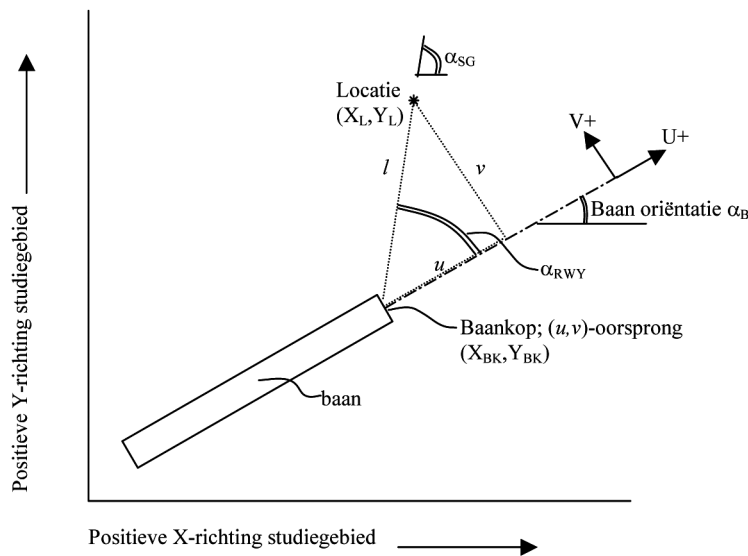 α_SG
Locatie
(X_L,Y_L)
V+
U+
l
v
Baan oriëntatie α_B
u
α_RWY
Baankop; (u,v)-oorsprong
(X_BK,Y_BK)
baan
Positieve Y-richting studiegebied
Positieve X-richting studiegebied